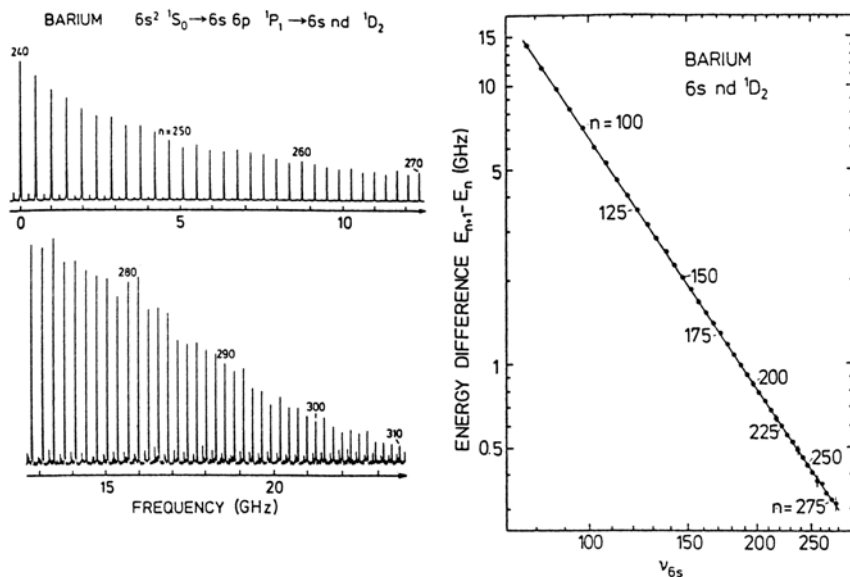 BARIUM 6s² ¹S₀→6s 6p ¹P₁→6s nd ¹D₂
240
n=250
260
270
0 5 10
280
290
300
310
15 20
FREQUENCY (GHz)
BARIUM
6s nd ¹D₂
15
10
5
1
0.5
ENERGY DIFFERENCE Eₙ₊₁-Eₙ (GHz)
n=100
125
150
175
200
225
250
n=275
100 150 200 250
ν₆ₛ